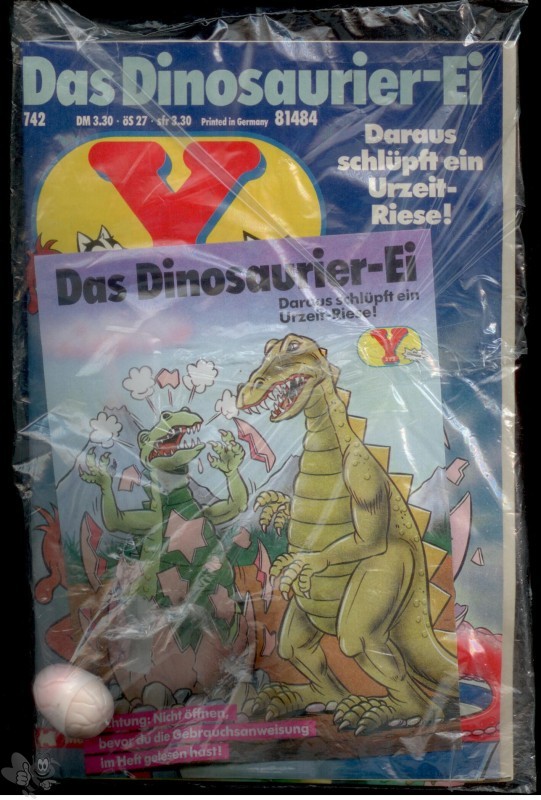 Das Dinosaurier-Ei
742 DM 3.30 · öS 27 · sfr 3.30 Printed in Germany 81484
Daraus
schlüpft ein
Urzeit-
Riese!
Y
Das Dinosaurier-Ei
Daraus schlüpft ein
Urzeit-Riese!
Y
chtung: Nicht öffnen,
bevor du die Gebrauchsanweisung
im Heft gelesen hast!